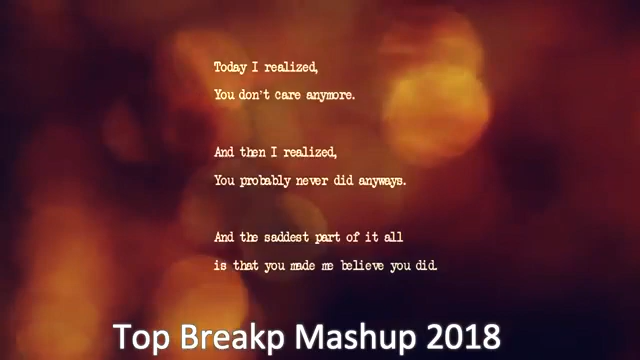 Today I realized,
You don't care anymore.
And then I realized,
You probably never did anyways.
And the saddest part of it all
is that you made me believe you did.
Top Breakp Mashup 2018